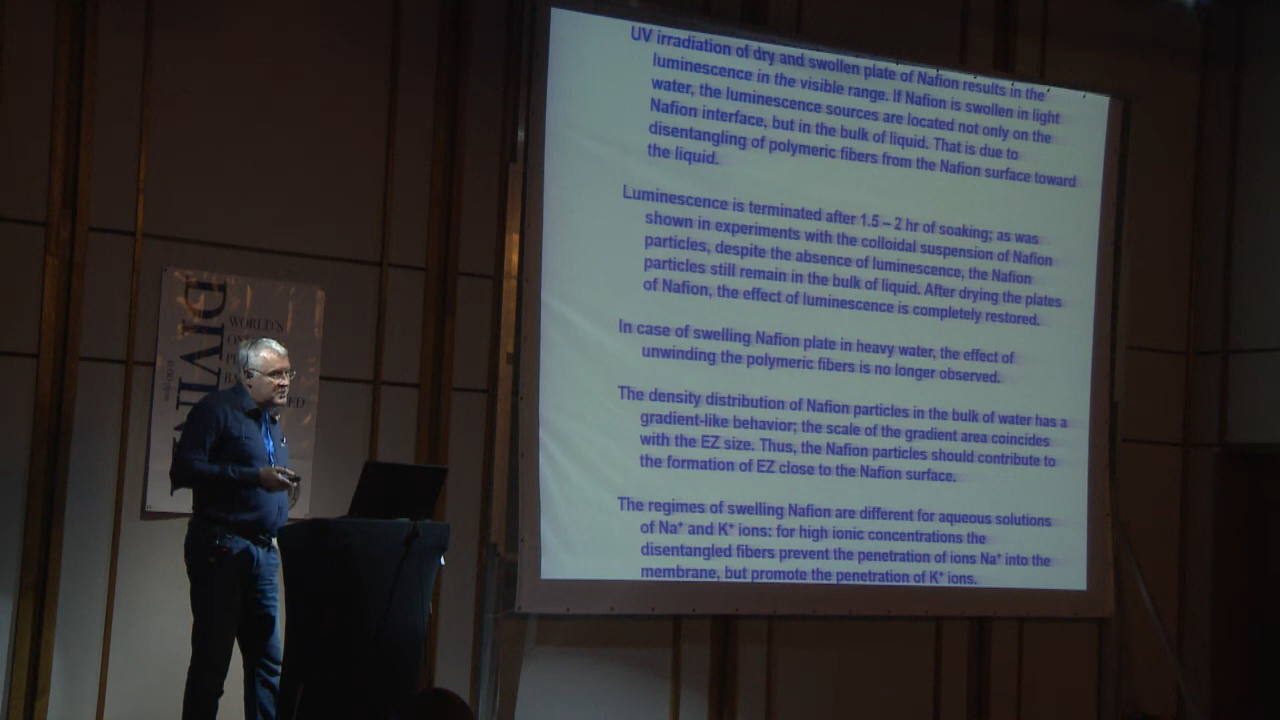 DIVINE
WORLD'S
UV irradiation of dry and swollen plate of Nafion results in the
luminescence in the visible range. If Nafion is swollen in light
water, the luminescence sources are located not only on the
Nafion interface, but in the bulk of liquid. That is due to
disentangling of polymeric fibers from the Nafion surface toward
the liquid.
Luminescence is terminated after 1.5 – 2 hr of soaking; as was
shown in experiments with the colloidal suspension of Nafion
particles, despite the absence of luminescence, the Nafion
particles still remain in the bulk of liquid. After drying the plates
of Nafion, the effect of luminescence is completely restored.
In case of swelling Nafion plate in heavy water, the effect of
unwinding the polymeric fibers is no longer observed.
The density distribution of Nafion particles in the bulk of water has a
gradient-like behavior; the scale of the gradient area coincides
with the EZ size. Thus, the Nafion particles should contribute to
the formation of EZ close to the Nafion surface.
The regimes of swelling Nafion are different for aqueous solutions
of Na⁺ and K⁺ ions: for high ionic concentrations the
disentangled fibers prevent the penetration of ions Na⁺ into the
membrane, but promote the penetration of K⁺ ions.